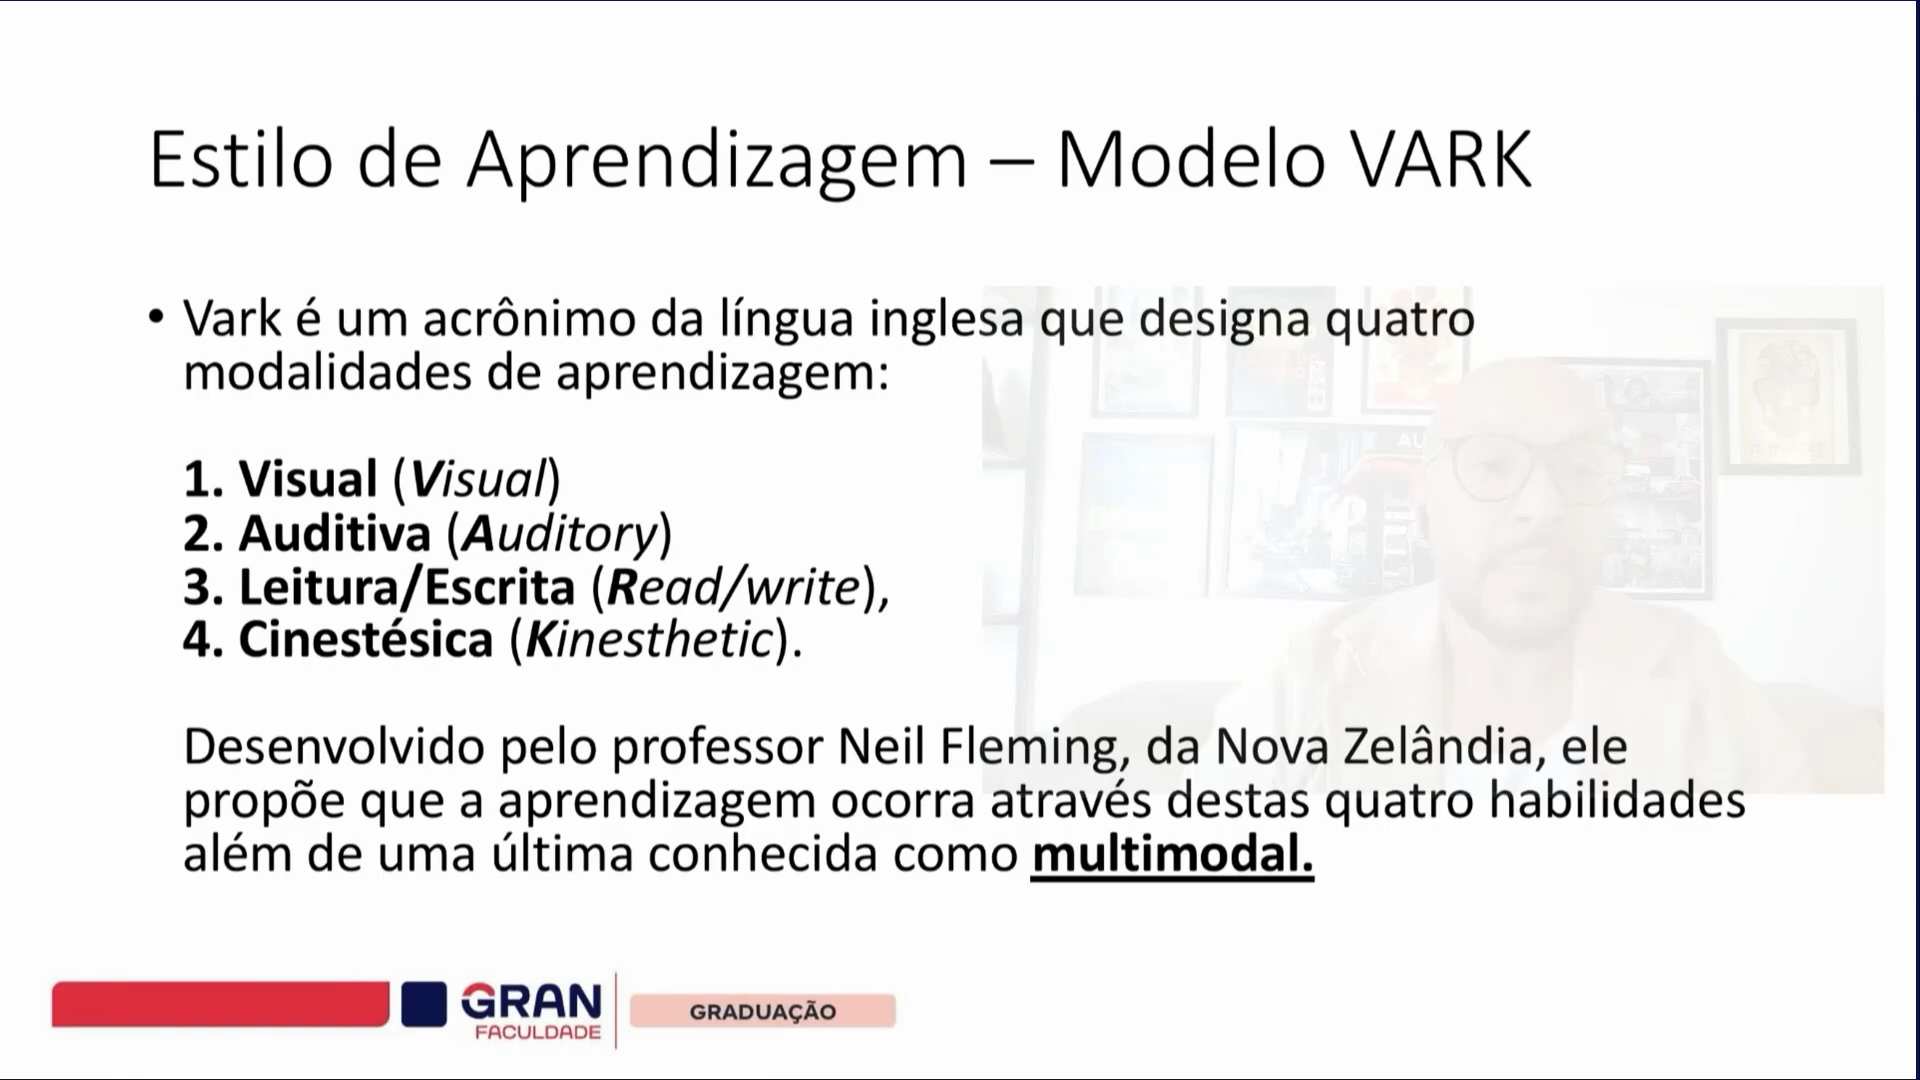 Estilo de Aprendizagem – Modelo VARK
• Vark é um acrônimo da língua inglesa que designa quatro
modalidades de aprendizagem:
1. Visual (Visual)
2. Auditiva (Auditory)
3. Leitura/Escrita (Read/write),
4. Cinestésica (Kinesthetic).
Desenvolvido pelo professor Neil Fleming, da Nova Zelândia, ele
propõe que a aprendizagem ocorra através destas quatro habilidades
além de uma última conhecida como multimodal.
GRAN
FACULDADE
GRADUAÇÃO